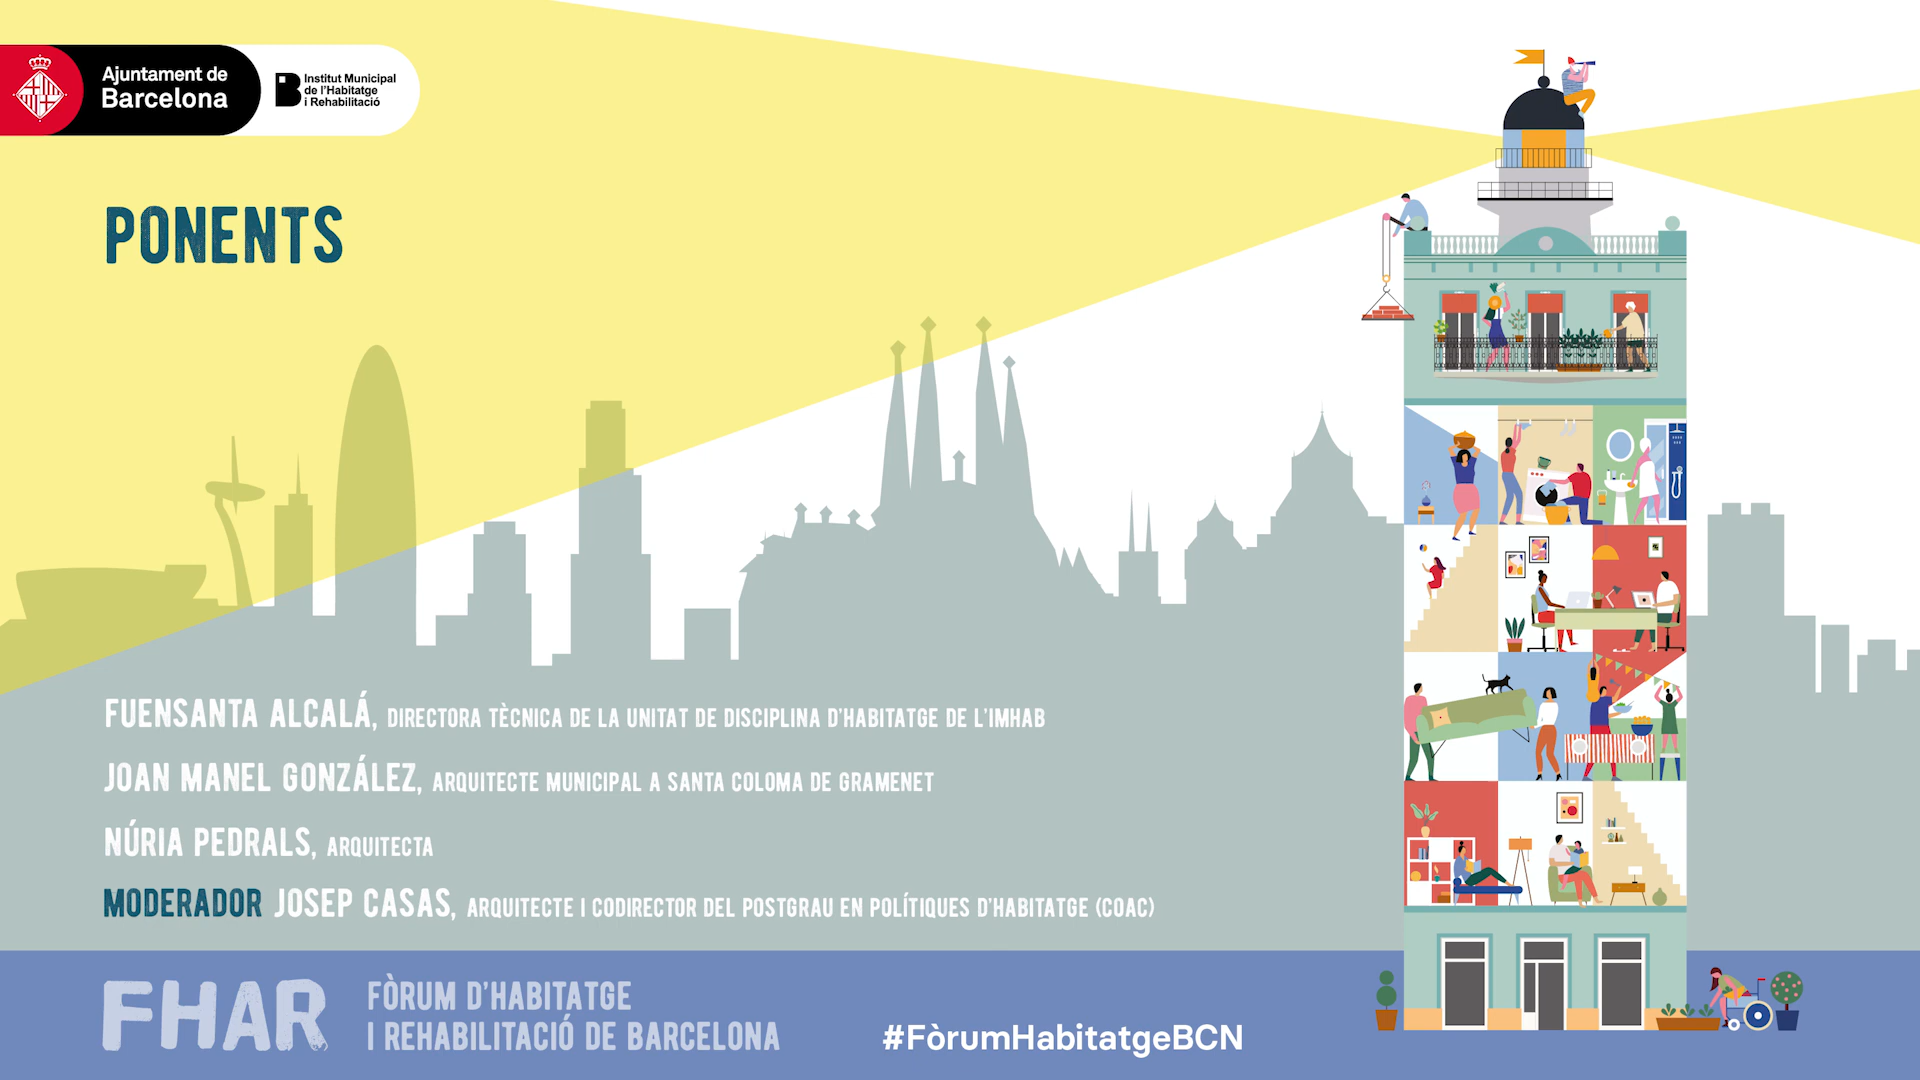 Ajuntament de
Barcelona
Institut Municipal
de l'Habitatge
i Rehabilitació
PONENTS
FUENSANTA ALCALÁ, DIRECTORA TÈCNICA DE LA UNITAT DE DISCIPLINA D'HABITATGE DE L'IMHAB
JOAN MANEL GONZÁLEZ, ARQUITECTE MUNICIPAL A SANTA COLOMA DE GRAMENET
NÚRIA PEDRALS, ARQUITECTA
MODERADOR JOSEP CASAS, ARQUITECTE I CODIRECTOR DEL POSTGRAU EN POLÍTIQUES D'HABITATGE (COAC)
FHAR
FÒRUM D'HABITATGE
I REHABILITACIÓ DE BARCELONA
#FòrumHabitatgeBCN